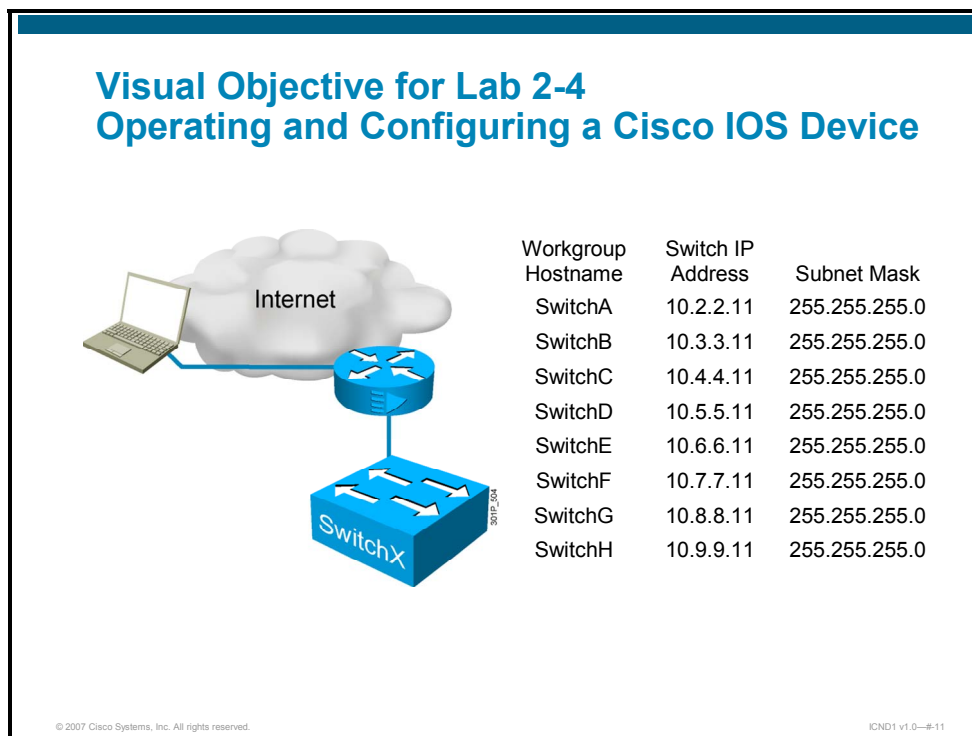 Visual Objective for Lab 2-4
Operating and Configuring a Cisco IOS Device
Internet
SwitchX
301P_504
Workgroup Hostname Switch IP Address Subnet Mask
SwitchA 10.2.2.11 255.255.255.0
SwitchB 10.3.3.11 255.255.255.0
SwitchC 10.4.4.11 255.255.255.0
SwitchD 10.5.5.11 255.255.255.0
SwitchE 10.6.6.11 255.255.255.0
SwitchF 10.7.7.11 255.255.255.0
SwitchG 10.8.8.11 255.255.255.0
SwitchH 10.9.9.11 255.255.255.0
© 2007 Cisco Systems, Inc. All rights reserved.
ICND1 v1.0—#-11